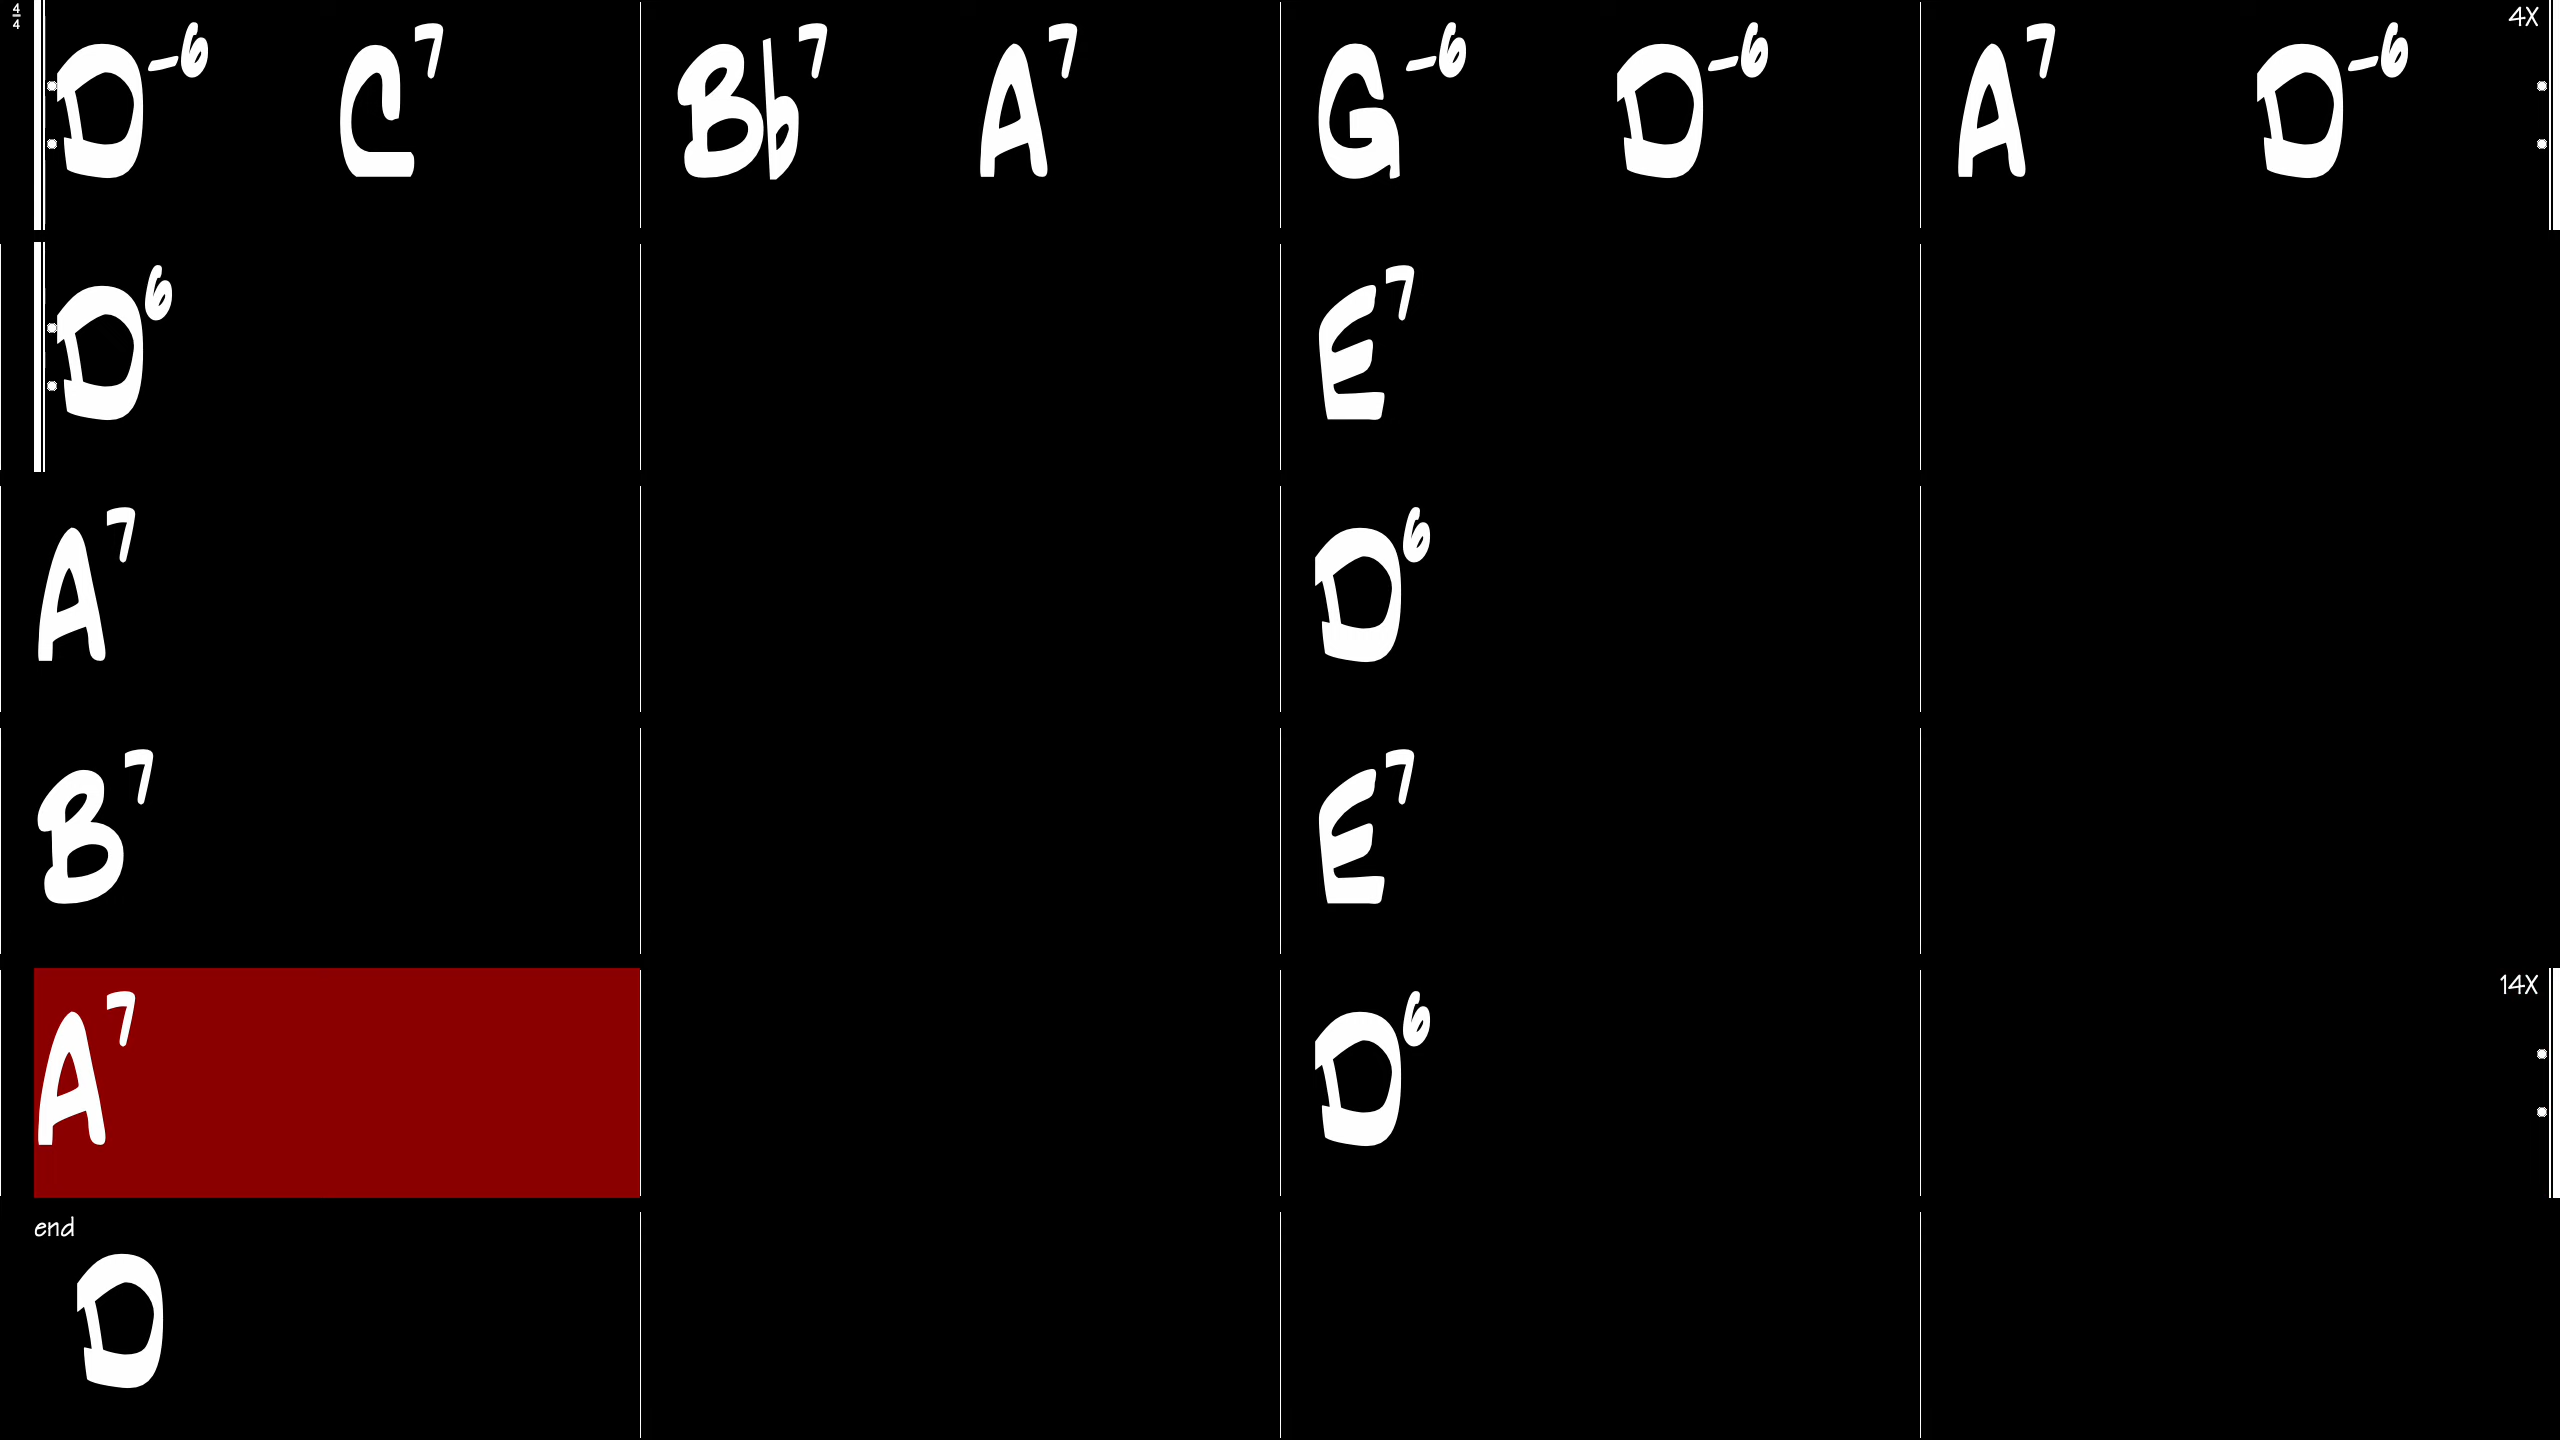 4/4 D-6 C7 Bb7 A7 G-6 D-6 A7 D-6 4X
D6 E7
A7 D6
B7 E7
A7 D6 14X
end
D